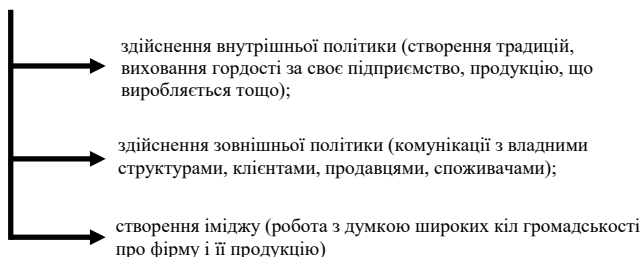 здійснення внутрішньої політики (створення традицій,
виховання гордості за своє підприємство, продукцію, що
виробляється тощо);
здійснення зовнішньої політики (комунікації з владними
структурами, клієнтами, продавцями, споживачами);
створення іміджу (робота з думкою широких кіл громадськості
про фірму і її продукцію)